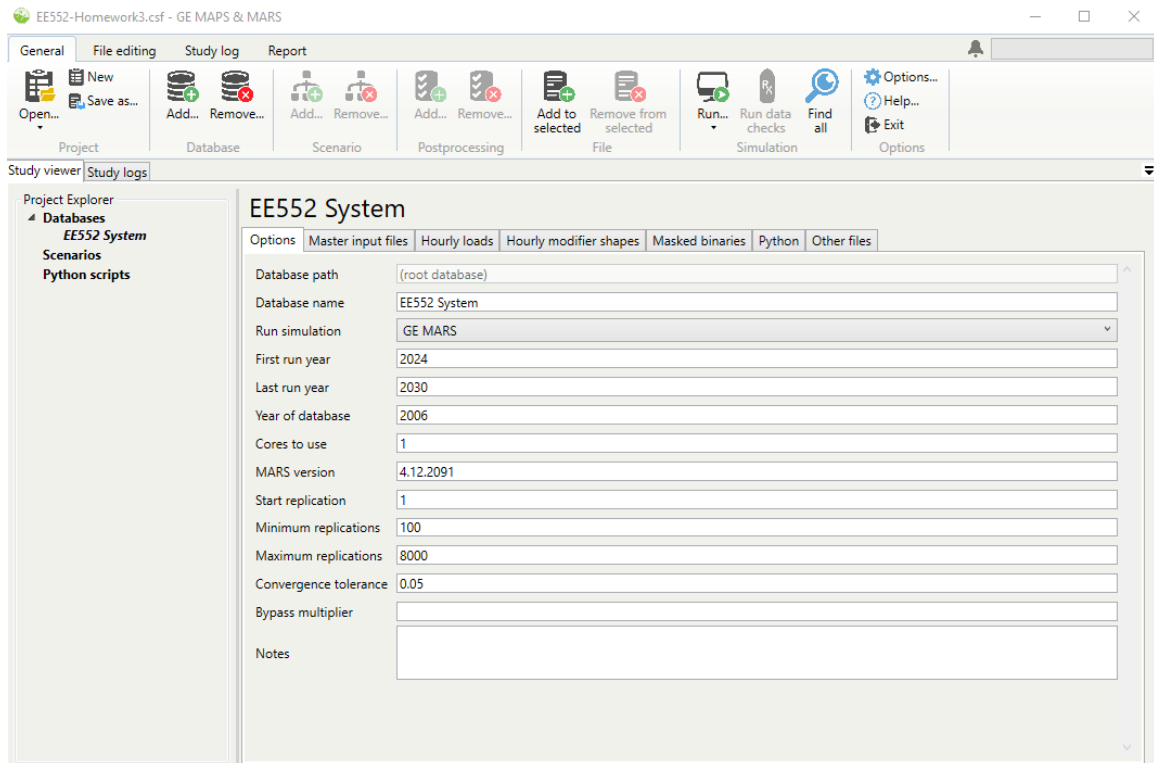 EE552-Homework3.csf - GE MAPS & MARS
General File editing Study log Report
Open... New Save as... Add... Remove... Add... Remove... Add... Remove... Add to selected Remove from selected Run... Run data checks Find all Options... Help... Exit
Project Database Scenario Postprocessing File Simulation Options
Study viewer Study logs
Project Explorer
Databases
EE552 System
Scenarios
Python scripts
EE552 System
Options Master input files Hourly loads Hourly modifier shapes Masked binaries Python Other files
Database path (root database)
Database name EE552 System
Run simulation GE MARS
First run year 2024
Last run year 2030
Year of database 2006
Cores to use 1
MARS version 4.12.2091
Start replication 1
Minimum replications 100
Maximum replications 8000
Convergence tolerance 0.05
Bypass multiplier
Notes